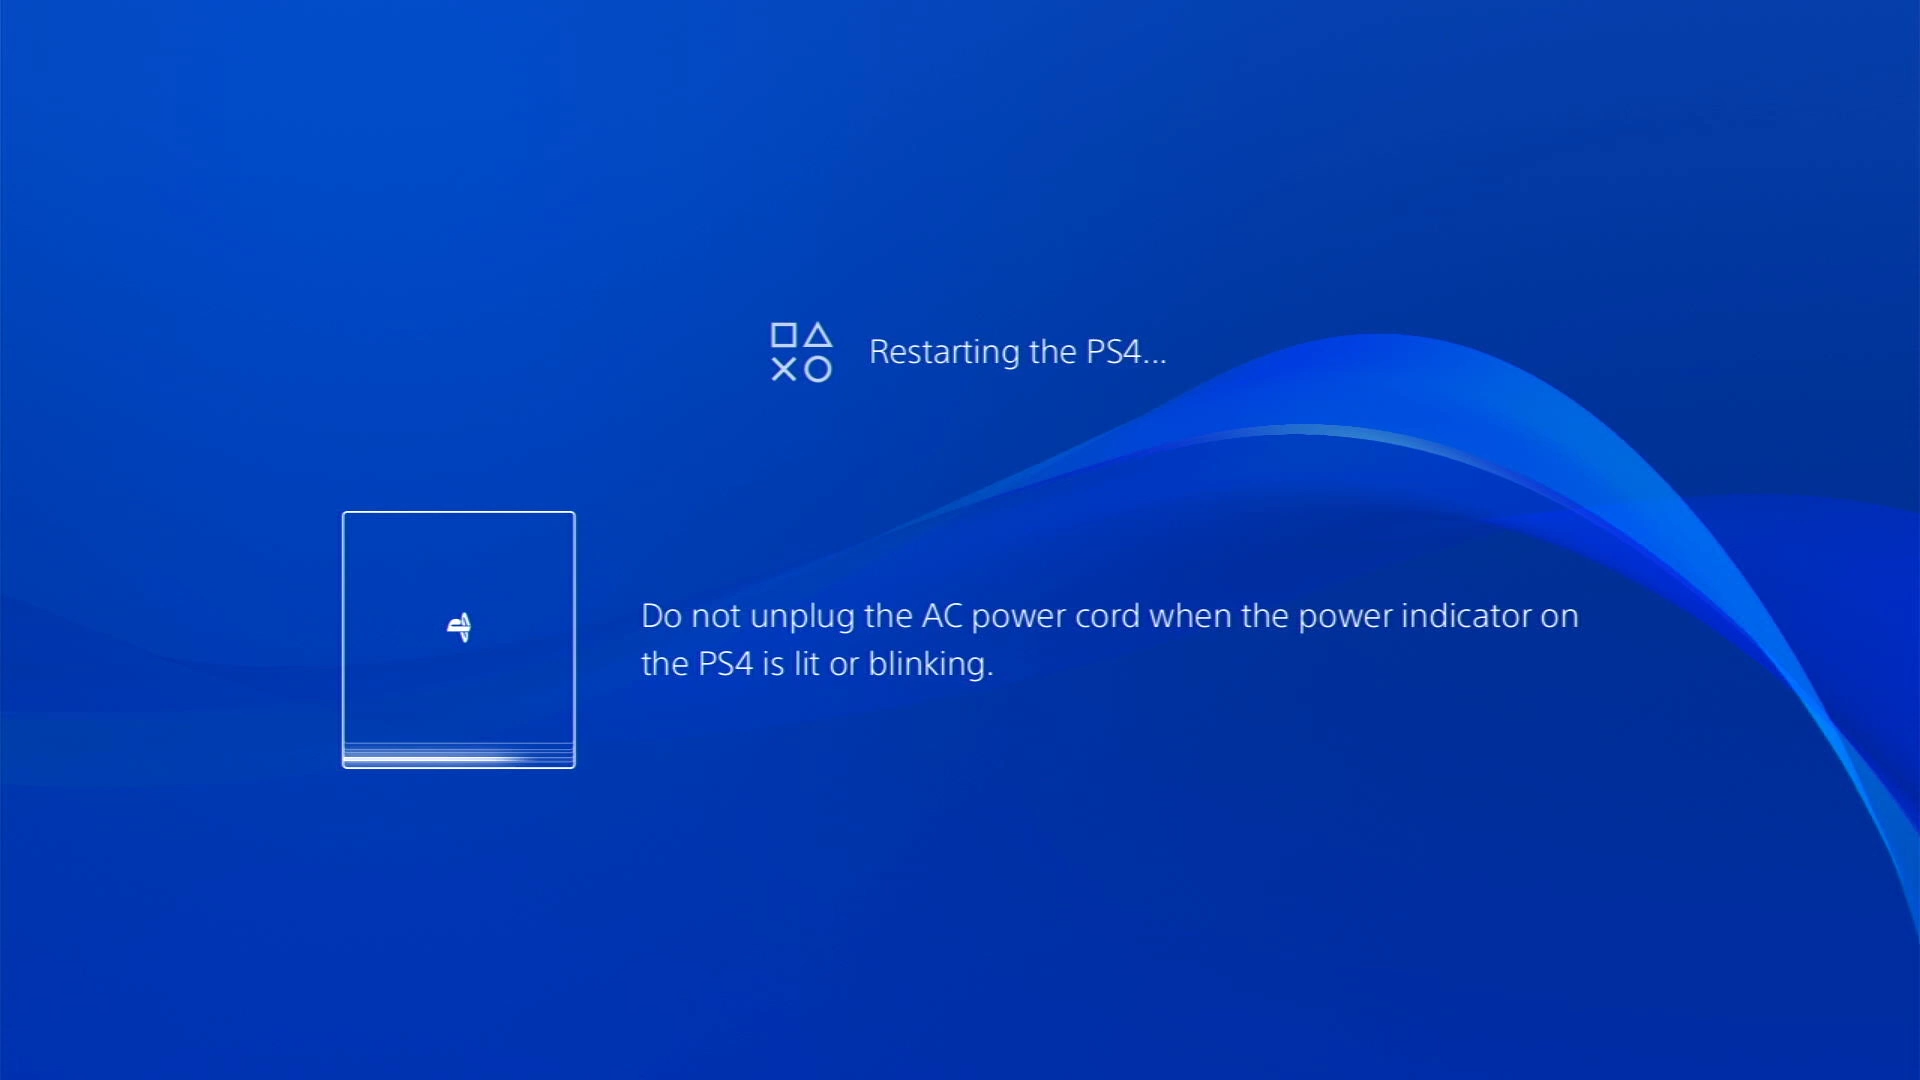 Restarting the PS4...
Do not unplug the AC power cord when the power indicator on
the PS4 is lit or blinking.